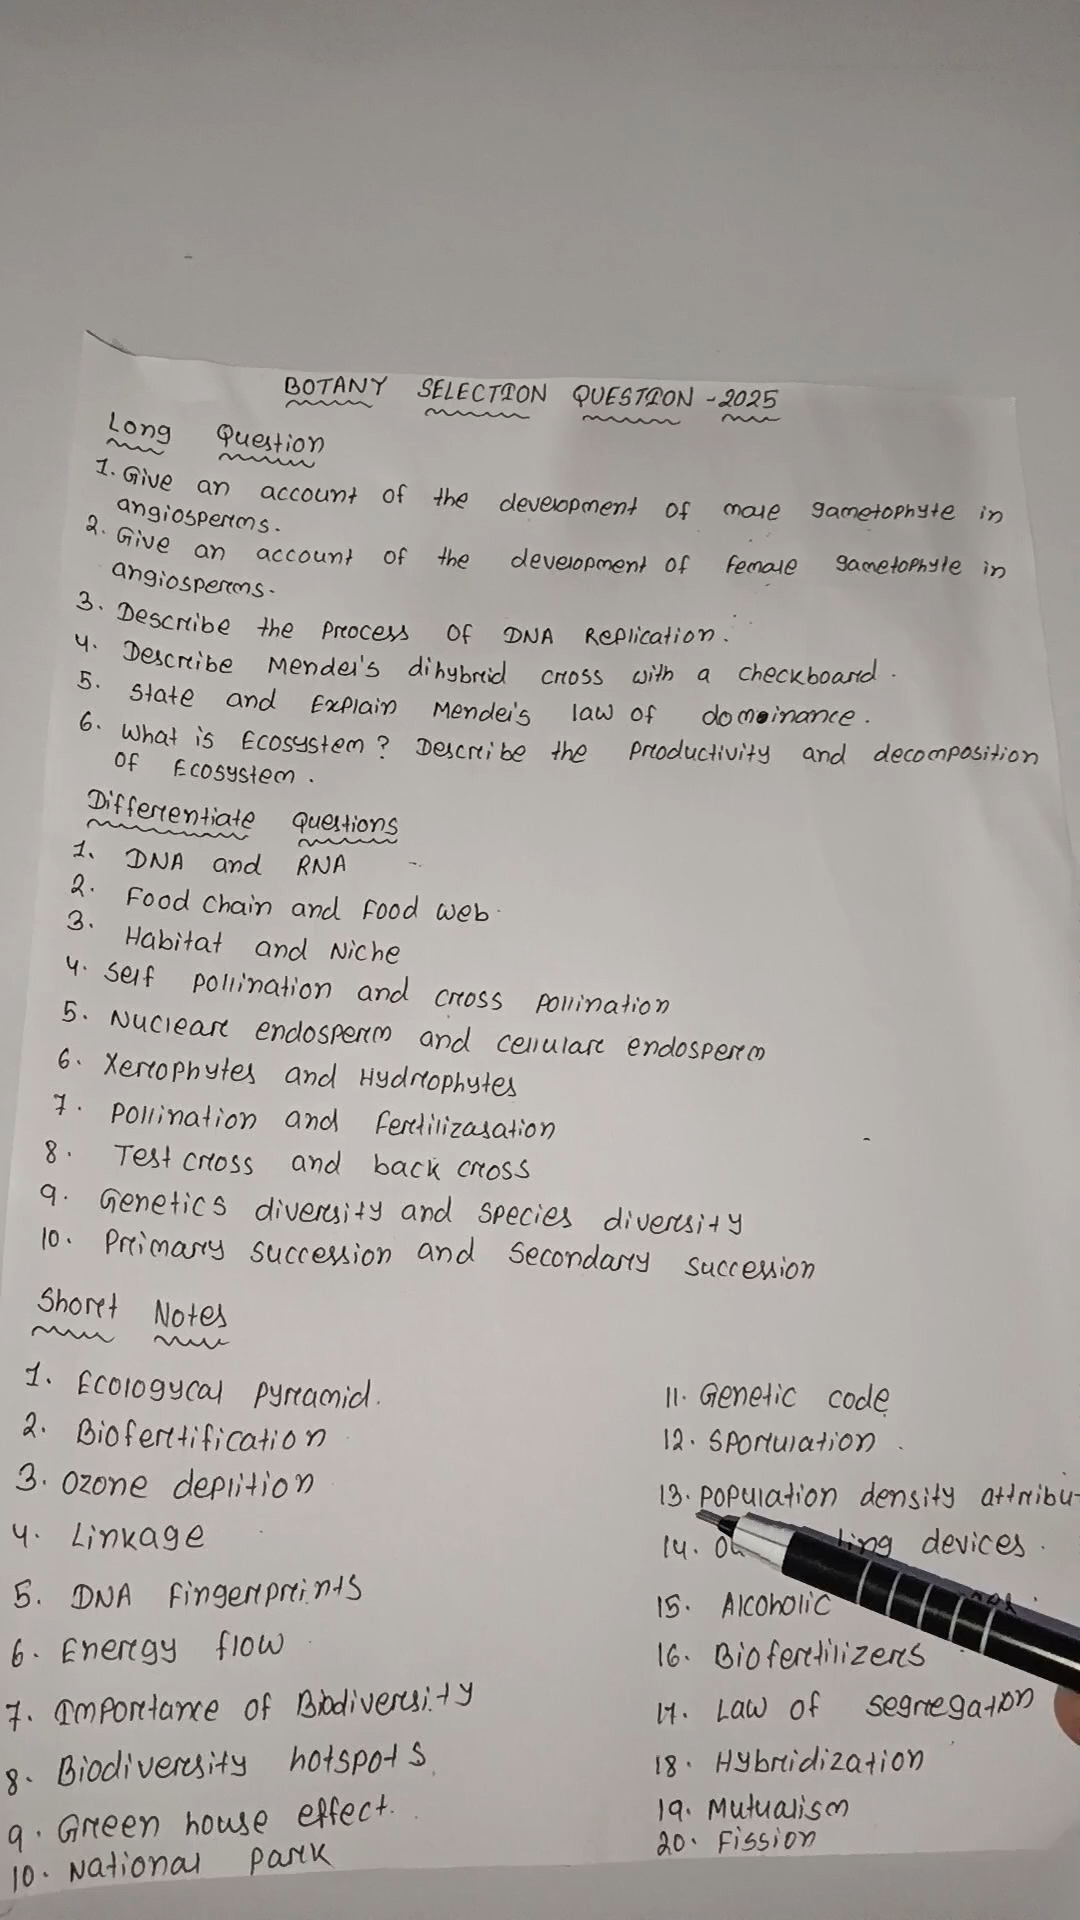 BOTANY SELECTION QUESTION - 2025
Long Question
1. Give an account of the development of male gametophyte in
angiosperms.
2. Give an account of the development of Female gametophyte in
angiosperms.
3. Describe the Process OF DNA Replication.
4. Describe Mendel's dihybrid cross with a checkboard.
5. State and Explain Mendel's law of dominance.
6. What is Ecosystem? Describe the Productivity and decomposition
OF Ecosystem.
Differentiate Questions
1. DNA and RNA
2. Food chain and Food web.
3. Habitat and Niche
4. Self pollination and cross pollination
5. Nuclear endosperm and cellular endosperm
6. Xerophytes and Hydrophytes
7. Pollination and Fertilizasation
8. Test cross and back cross
9. Genetics diversity and species diversity
10. Primary succession and Secondary succession
Short Notes
1. Ecologycal Pyramid.
2. Biofertification
3. Ozone deplition
4. Linkage
5. DNA Fingerprints
6. Energy flow
7. Importance of Biodiversity
8. Biodiversity hotspots
9. Green house effect.
10. National Park
11. Genetic code
12. Sporulation.
13. Population density attribu
14. devices.
15. Alcoholic
16. Biofertilizers
17. Law of Segregation
18. Hybridization
19. Mutualism
20. Fission